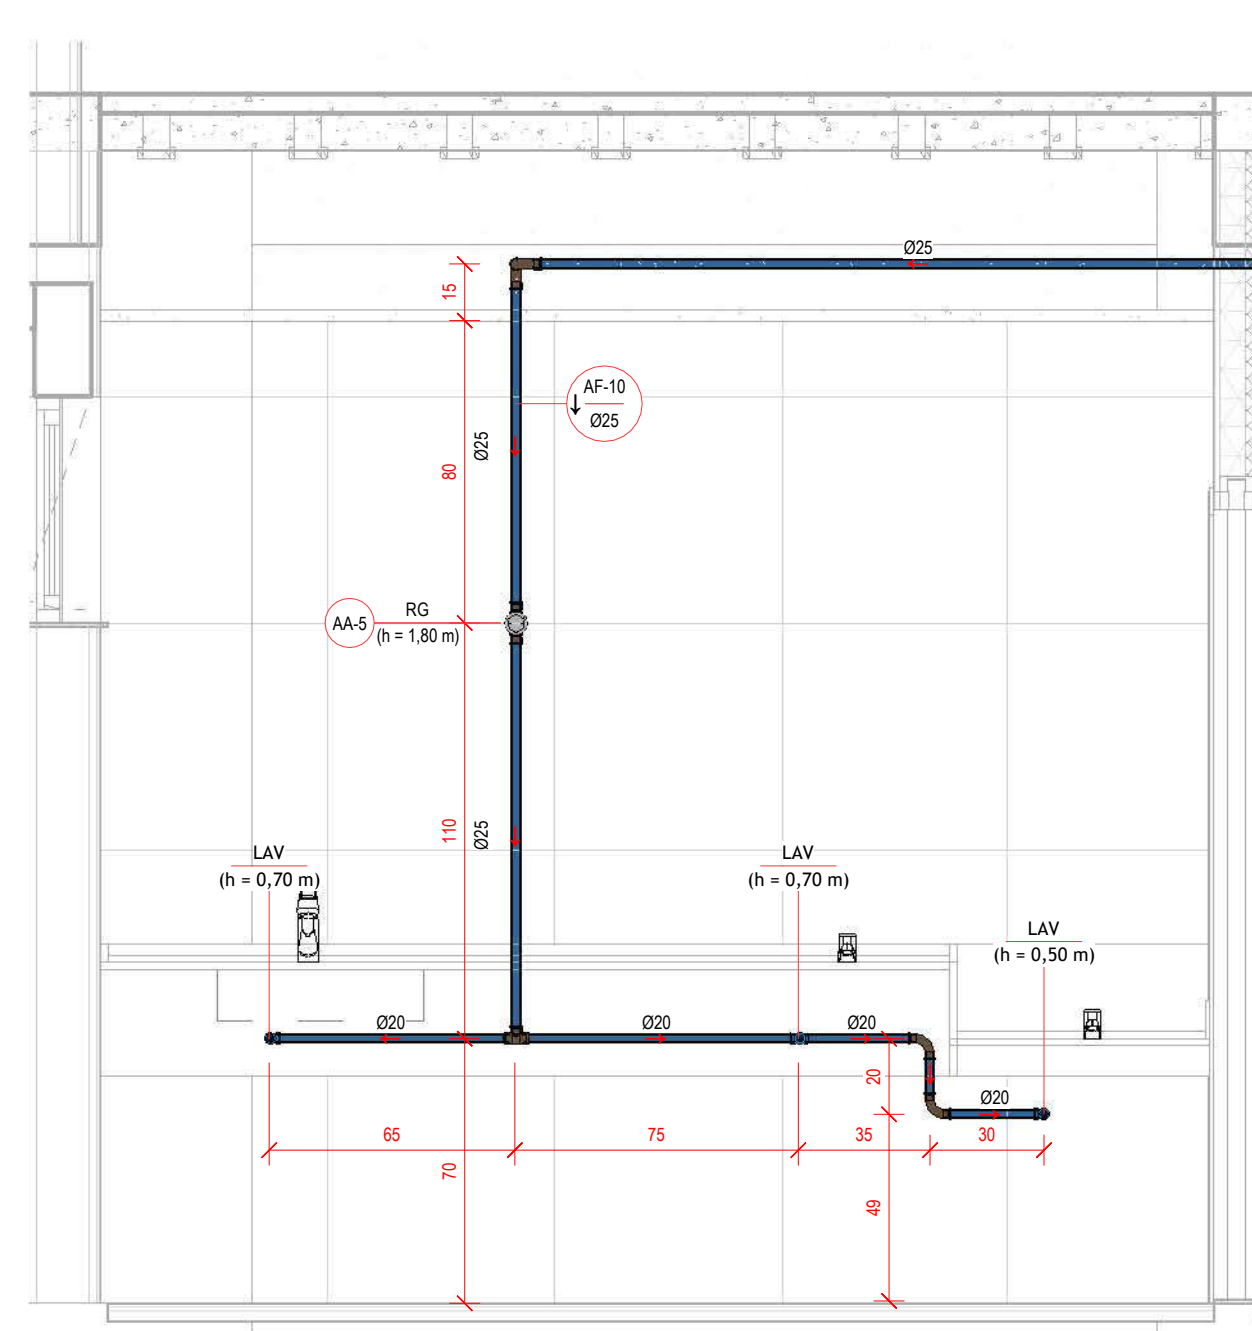 Ø25
15
AF-10
Ø25
80
Ø25
RG
AA-5
(h = 1,80 m)
110
Ø25
LAV
(h = 0,70 m)
LAV
(h = 0,70 m)
LAV
(h = 0,50 m)
Ø20
Ø20
Ø20
20
Ø20
65
75
35
30
70
49